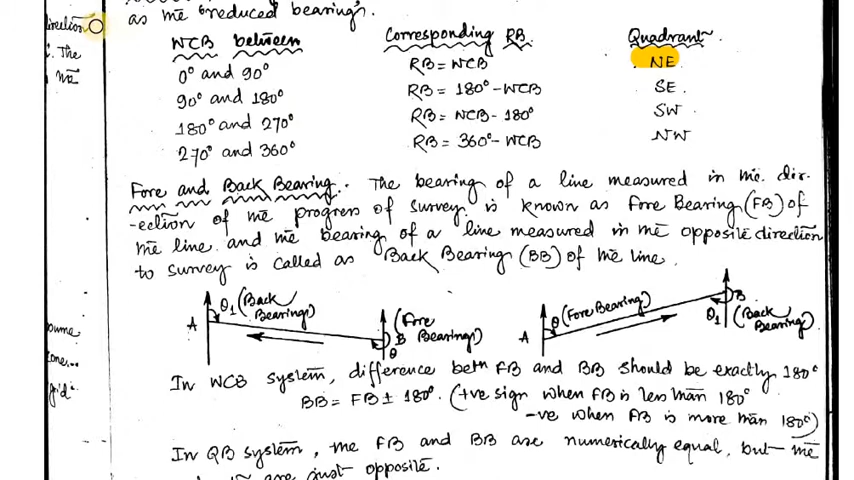 as the reduced bearing.
WCB between Corresponding RB. Quadrant
0° and 90° RB = WCB NE
90° and 180° RB = 180° - WCB SE
180° and 270° RB = WCB - 180° SW
270° and 360° RB = 360° - WCB NW
Fore and Back Bearing.. The bearing of a line measured in the dir-
-ection of the progress of survey is known as Fore Bearing (FB) of
the line and the bearing of a line measured in the opposite direction
to survey is called as Back Bearing (BB) of the line.
A θ1 (Back Bearings) (Fore Bearings) B θ
A θ (Fore Bearing) B θ1 (Back Bearing)
In WCB system, difference beth FB and BB should be exactly 180°
BB = FB ± 180°. (+ve sign when FB is less than 180°
-ve when FB is more than 180°)
In QB system, the FB and BB are numerically equal, but the
are just opposite.
irection
. The